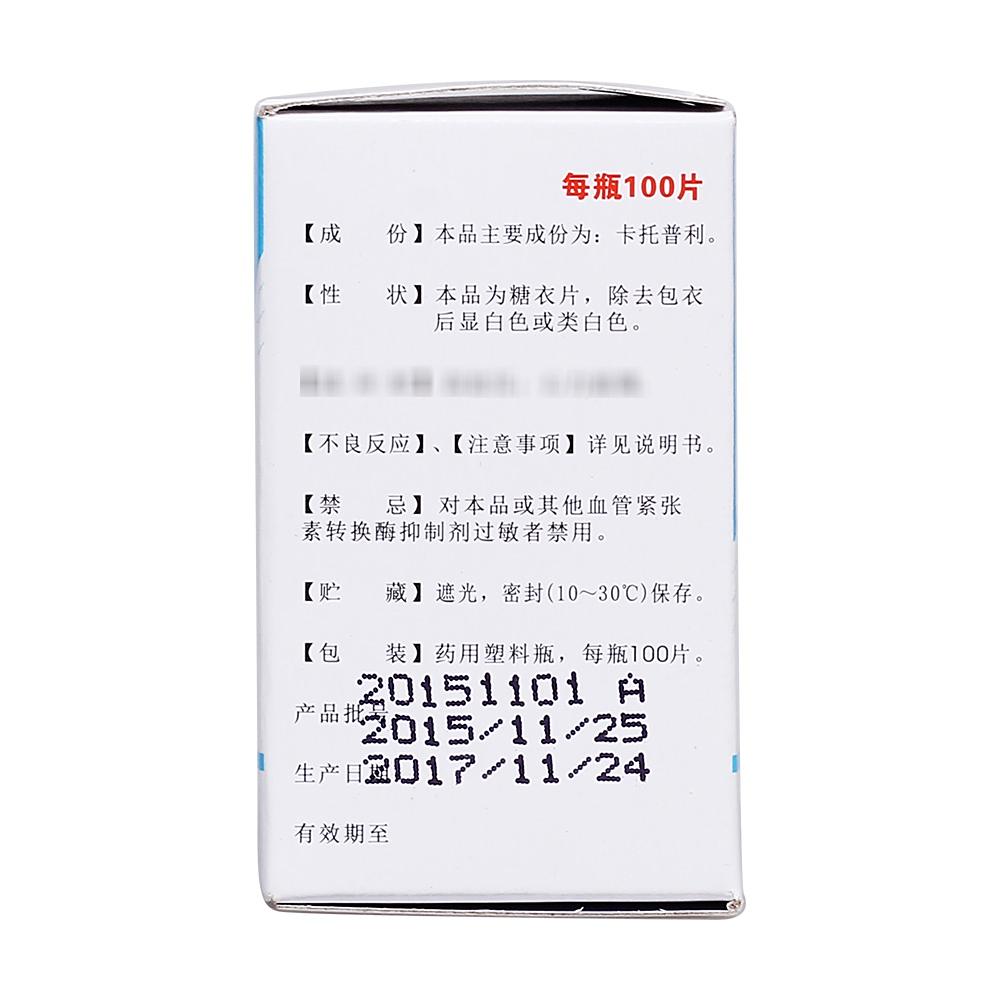 每瓶100片
【成 份】本品主要成份为：卡托普利。
【性 状】本品为糖衣片，除去包衣
后显白色或类白色。
【不良反应】、【注意事项】详见说明书。
【禁 忌】对本品或其他血管紧张
素转换酶抑制剂过敏者禁用。
【贮 藏】遮光，密封(10～30℃)保存。
【包 装】药用塑料瓶，每瓶100片。
20151101 A
产品批号
2015/11/25
生产日期
2017/11/24
有效期至